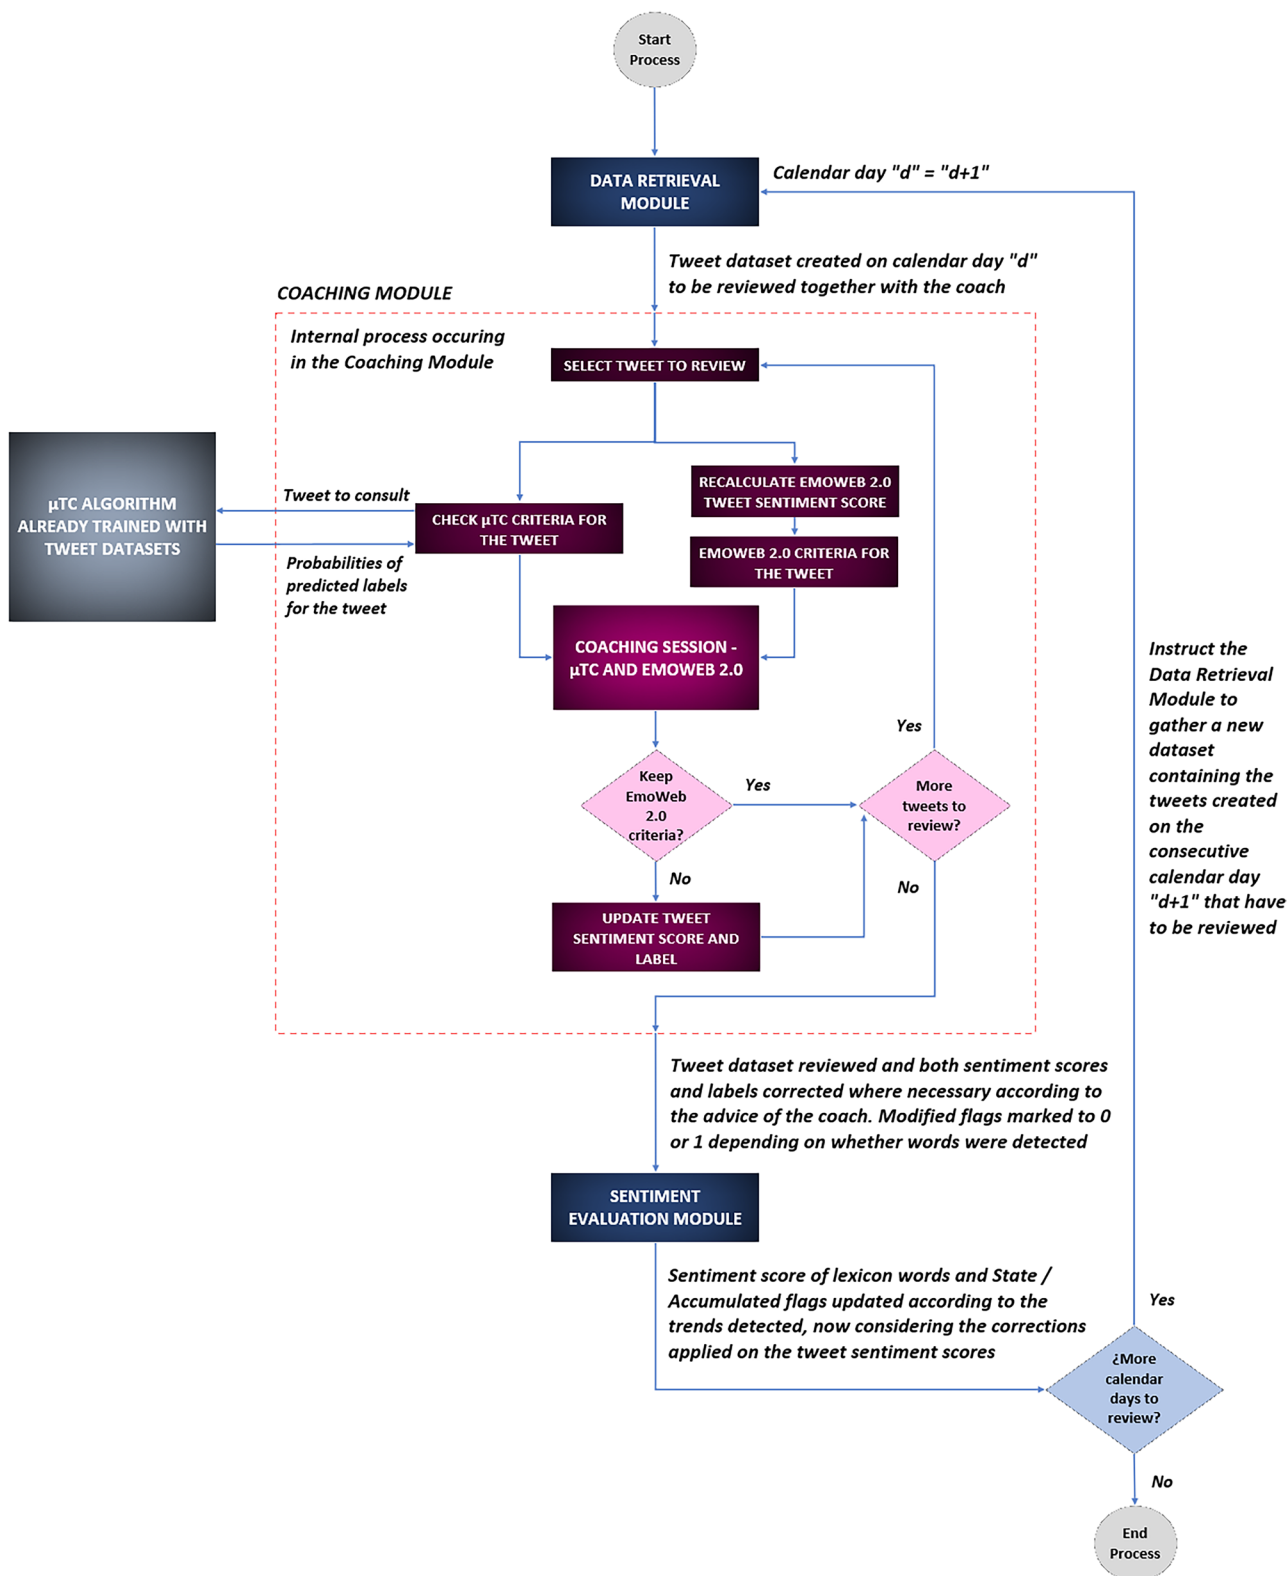 Start
Process
DATA RETRIEVAL
MODULE
Calendar day "d" = "d+1"
Tweet dataset created on calendar day "d"
to be reviewed together with the coach
COACHING MODULE
Internal process occuring
in the Coaching Module
SELECT TWEET TO REVIEW
µTC ALGORITHM
ALREADY TRAINED WITH
TWEET DATASETS
Tweet to consult
Probabilities of
predicted labels
for the tweet
CHECK µTC CRITERIA FOR
THE TWEET
RECALCULATE EMOWEB 2.0
TWEET SENTIMENT SCORE
EMOWEB 2.0 CRITERIA FOR
THE TWEET
COACHING SESSION -
µTC AND EMOWEB 2.0
Keep
EmoWeb
2.0
criteria?
Yes
No
More
tweets to
review?
Yes
No
UPDATE TWEET
SENTIMENT SCORE AND
LABEL
Instruct the
Data Retrieval
Module to
gather a new
dataset
containing the
tweets created
on the
consecutive
calendar day
"d+1" that have
to be reviewed
Tweet dataset reviewed and both sentiment scores
and labels corrected where necessary according to
the advice of the coach. Modified flags marked to 0
or 1 depending on whether words were detected
SENTIMENT
EVALUATION MODULE
Sentiment score of lexicon words and State /
Accumulated flags updated according to the
trends detected, now considering the corrections
applied on the tweet sentiment scores
Yes
¿More
calendar
days to
review?
No
End
Process